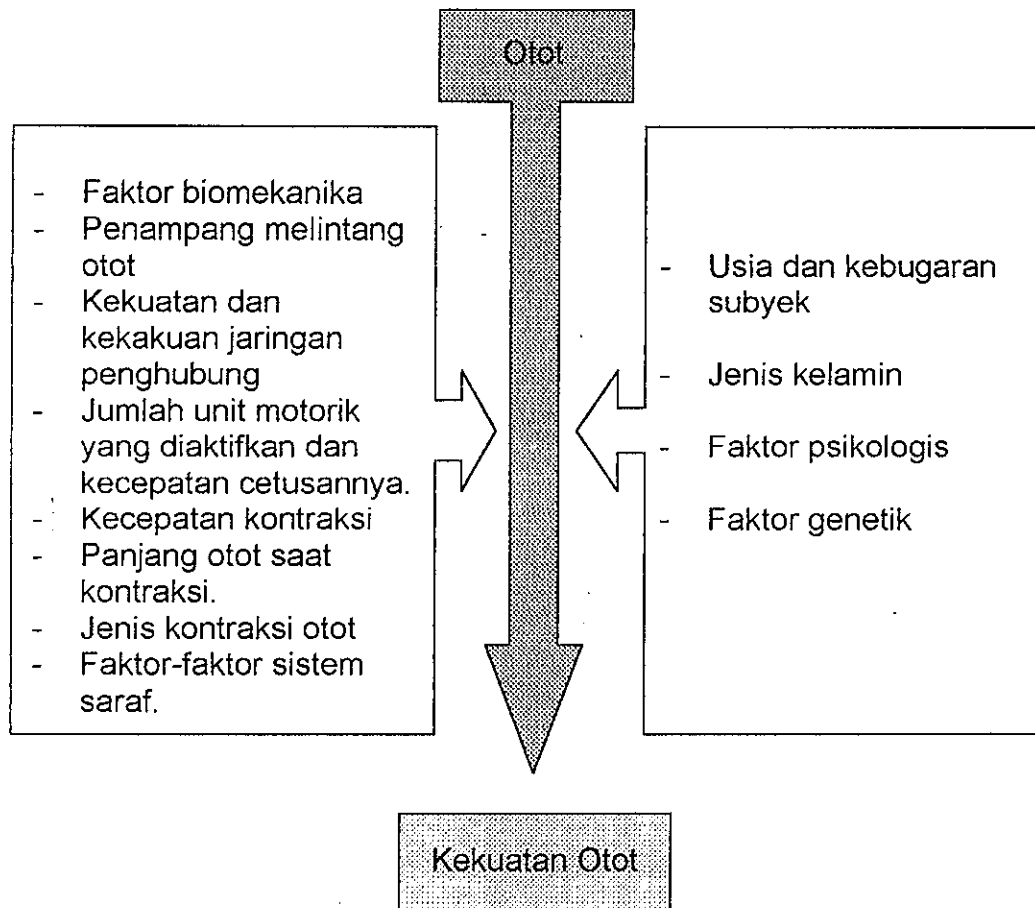 Otot
- Faktor biomekanika
- Penampang melintang
otot
- Kekuatan dan
kekakuan jaringan
penghubung
- Jumlah unit motorik
yang diaktifkan dan
kecepatan cetusannya.
- Kecepatan kontraksi
- Panjang otot saat
kontraksi.
- Jenis kontraksi otot
- Faktor-faktor sistem
saraf.
- Usia dan kebugaran
subyek
- Jenis kelamin
- Faktor psikologis
- Faktor genetik
Kekuatan Otot